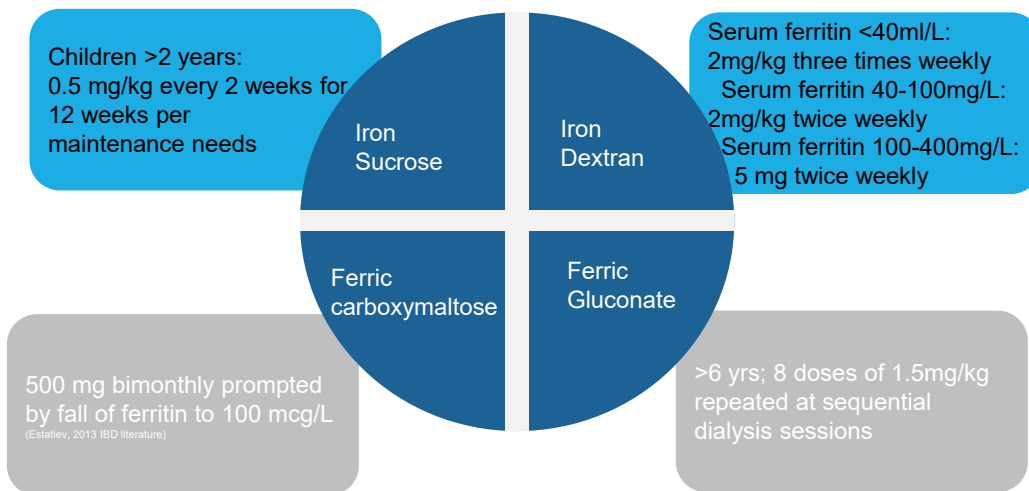 Children >2 years:
0.5 mg/kg every 2 weeks for
12 weeks per
maintenance needs
Iron
Sucrose
Iron
Dextran
Serum ferritin <40ml/L:
2mg/kg three times weekly
Serum ferritin 40-100mg/L:
2mg/kg twice weekly
Serum ferritin 100-400mg/L:
5 mg twice weekly
Ferric
carboxymaltose
Ferric
Gluconate
500 mg bimonthly prompted
by fall of ferritin to 100 mcg/L
(Estatiev, 2013 IBD literature)
>6 yrs; 8 doses of 1.5mg/kg
repeated at sequential
dialysis sessions